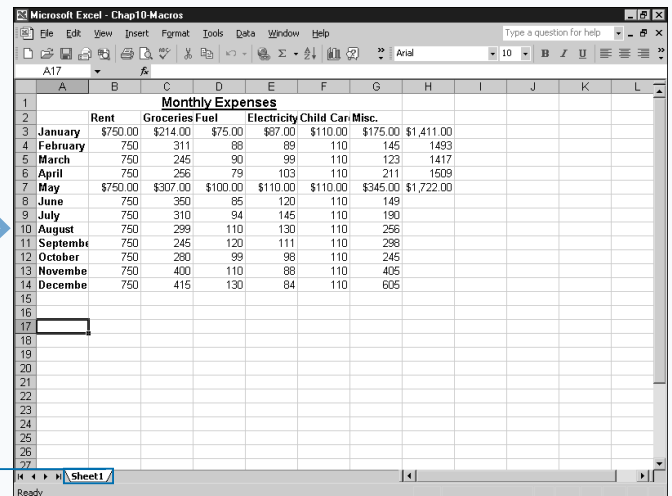 Microsoft Excel - Chap10-Macros
File Edit View Insert Format Tools Data Window Help Type a question for help
Arial 10 B I U
A17 fx
A B C D E F G H I J K L
1 Monthly Expenses
2 Rent Groceries Fuel Electricity Child Car Misc.
3 January $750.00 $214.00 $75.00 $87.00 $110.00 $175.00 $1,411.00
4 February 750 311 88 89 110 145 1493
5 March 750 245 90 99 110 123 1417
6 April 750 256 79 103 110 211 1509
7 May $750.00 $307.00 $100.00 $110.00 $110.00 $345.00 $1,722.00
8 June 750 350 85 120 110 149
9 July 750 310 94 145 110 190
10 August 750 299 110 130 110 256
11 Septembe 750 245 120 111 110 298
12 October 750 280 99 98 110 245
13 Novembe 750 400 110 88 110 405
14 Decembe 750 415 130 84 110 605
15
16
17
18
19
20
21
22
23
24
25
26
27
Sheet1
Ready